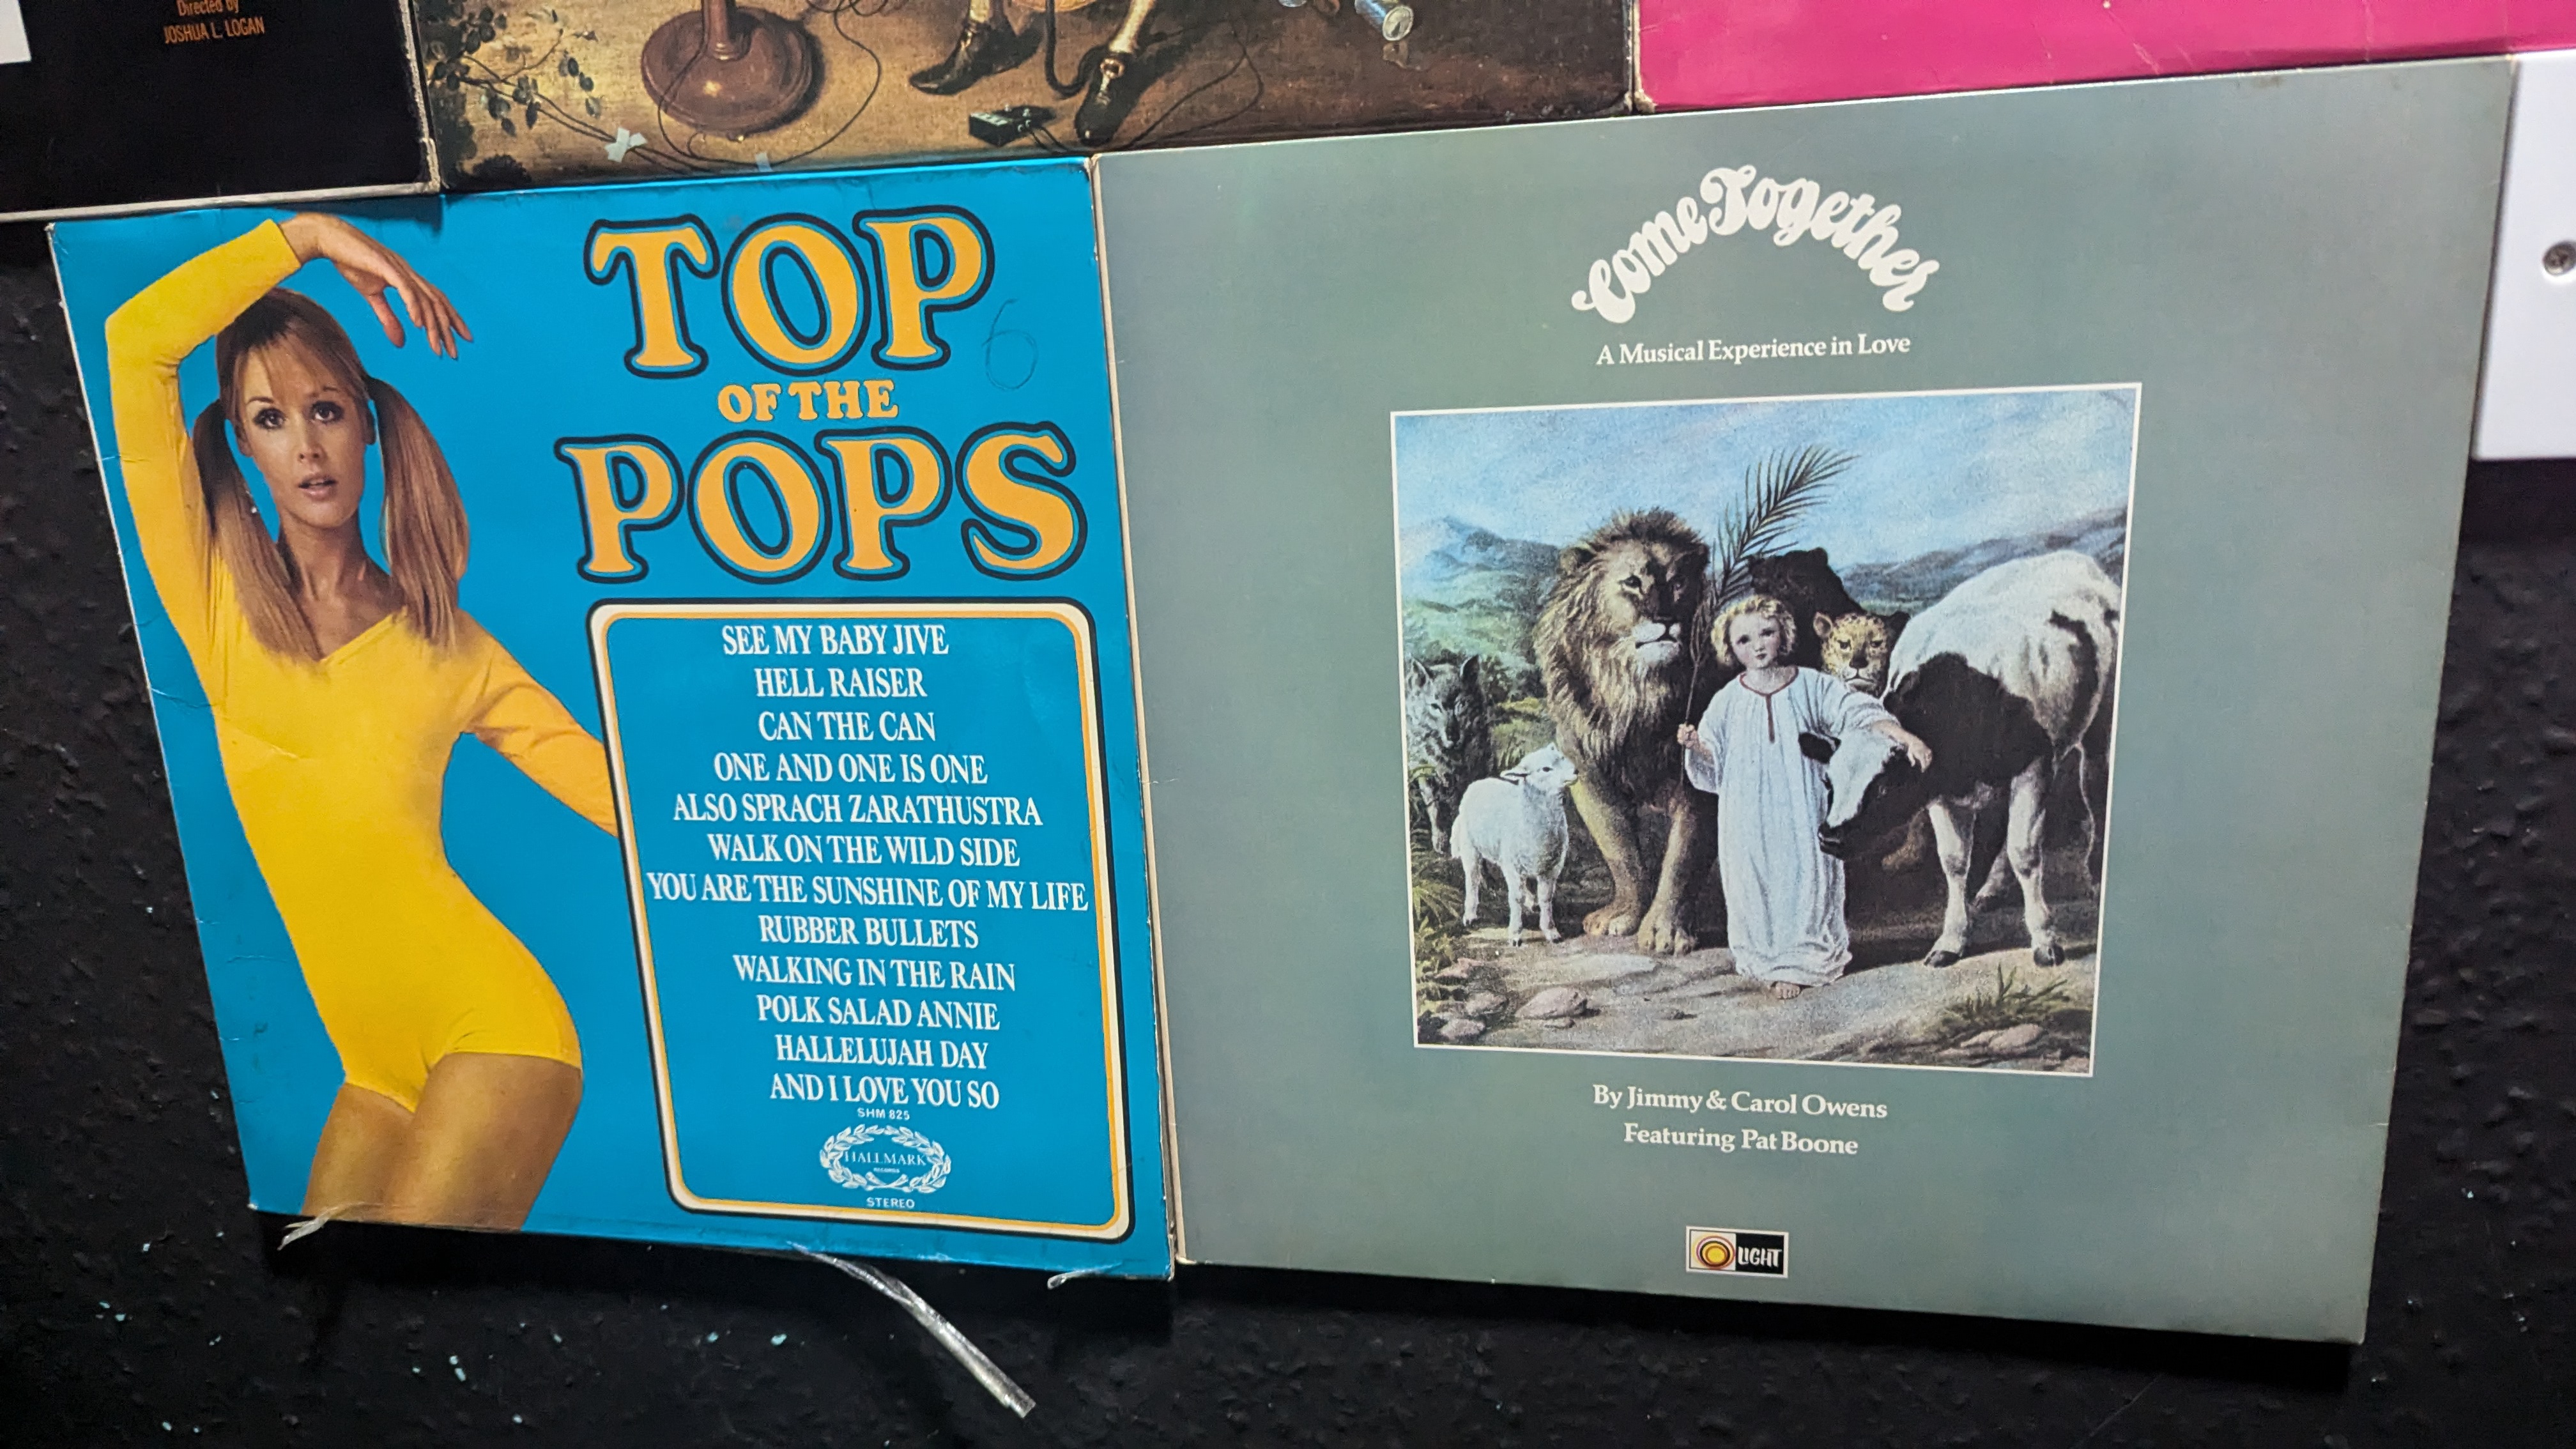 Directed by
JOSHUA L. LOGAN
TOP
OF THE
POPS
6
SEE MY BABY JIVE
HELL RAISER
CAN THE CAN
ONE AND ONE IS ONE
ALSO SPRACH ZARATHUSTRA
WALK ON THE WILD SIDE
YOU ARE THE SUNSHINE OF MY LIFE
RUBBER BULLETS
WALKING IN THE RAIN
POLK SALAD ANNIE
HALLELUJAH DAY
AND I LOVE YOU SO
SHM 825
HALLMARK
RECORDS
STEREO
Come Together
A Musical Experience in Love
By Jimmy & Carol Owens
Featuring Pat Boone
LIGHT